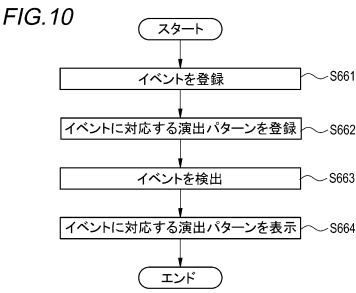 FIG.10
スタート
イベントを登録 S661
イベントに対応する演出パターンを登録 S662
イベントを検出 S663
イベントに対応する演出パターンを表示 S664
エンド